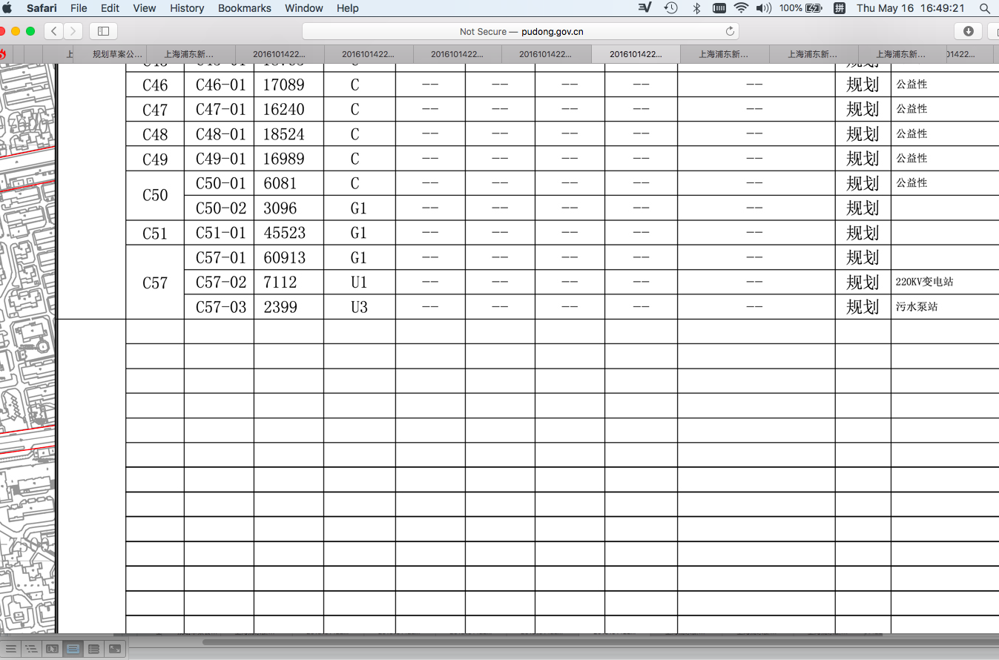 Safari File Edit View History Bookmarks Window Help 100% 拼 Thu May 16 16:49:21
Not Secure — pudong.gov.cn
上 规划草案公... 上海浦东新... 2016101422... 2016101422... 2016101422... 2016101422... 2016101422... 上海浦东新... 上海浦东新... 上海浦东新... 01422...
C46 C46-01 17089 C —— —— —— —— —— 规划 公益性
C47 C47-01 16240 C —— —— —— —— —— 规划 公益性
C48 C48-01 18524 C —— —— —— —— —— 规划 公益性
C49 C49-01 16989 C —— —— —— —— —— 规划 公益性
C50 C50-01 6081 C —— —— —— —— —— 规划 公益性
C50-02 3096 G1 —— —— —— —— —— 规划
C51 C51-01 45523 G1 —— —— —— —— —— 规划
C57 C57-01 60913 G1 —— —— —— —— —— 规划
C57-02 7112 U1 —— —— —— —— —— 规划 220KV变电站
C57-03 2399 U3 —— —— —— —— —— 规划 污水泵站